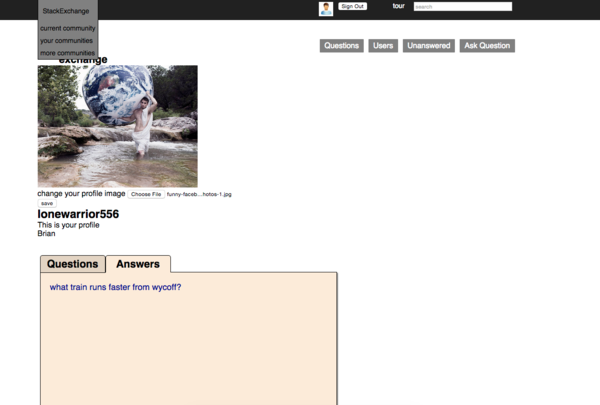 StackExchange
Sign Out
tour
search
current community
your communities
more communities
exchange
Questions
Users
Unanswered
Ask Question
change your profile image Choose File funny-faceb...hotos-1.jpg
save
lonewarrior556
This is your profile
Brian
Questions
Answers
what train runs faster from wycoff?